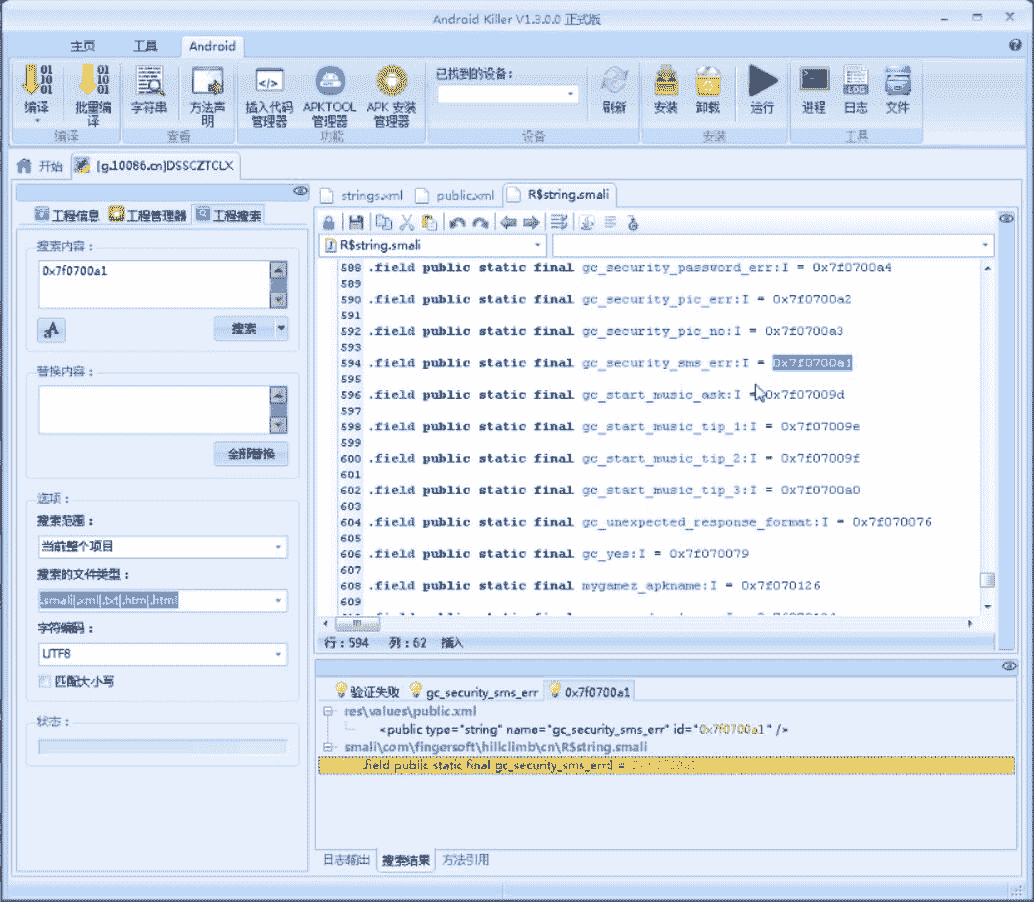 Android Killer V1.3.0.0 正式版
主页 工具 Android
编译 批量编译 字符串 方法声明 插入代码管理器 APKTOOL管理器 APK 安装管理器 已找到的设备: 刷新 安装 卸载 运行 进程 日志 文件
编译 查看 功能 设备 安装 工具
开始 [g.10086.cn]DSSCZTCLX
工程信息 工程管理器 工程搜索
搜索内容:
0x7f0700a1
搜索
替换内容:
全部替换
选项:
搜索范围:
当前整个项目
搜索的文件类型:
.smali|.xml|.txt|.htm|.html
字符编码:
UTF8
匹配大小写
状态:
strings.xml public.xml R$string.smali
R$string.smali
588 .field public static final gc_security_password_err:I = 0x7f0700a4
589
590 .field public static final gc_security_pic_err:I = 0x7f0700a2
591
592 .field public static final gc_security_pic_no:I = 0x7f0700a3
593
594 .field public static final gc_security_sms_err:I = 0x7f0700a1
595
596 .field public static final gc_start_music_ask:I = 0x7f07009d
597
598 .field public static final gc_start_music_tip_1:I = 0x7f07009e
599
600 .field public static final gc_start_music_tip_2:I = 0x7f07009f
601
602 .field public static final gc_start_music_tip_3:I = 0x7f0700a0
603
604 .field public static final gc_unexpected_response_format:I = 0x7f070076
605
606 .field public static final gc_yes:I = 0x7f070079
607
608 .field public static final mygamez_apkname:I = 0x7f070126
609
行:594 列:62 插入
验证失败 gc_security_sms_err 0x7f0700a1
res\values\public.xml
<public type="string" name="gc_security_sms_err" id="0x7f0700a1" />
smali\com\fingersoft\hillclimb\cn\R$string.smali
.field public static final gc_security_sms_err:I =
日志输出 搜索结果 方法引用